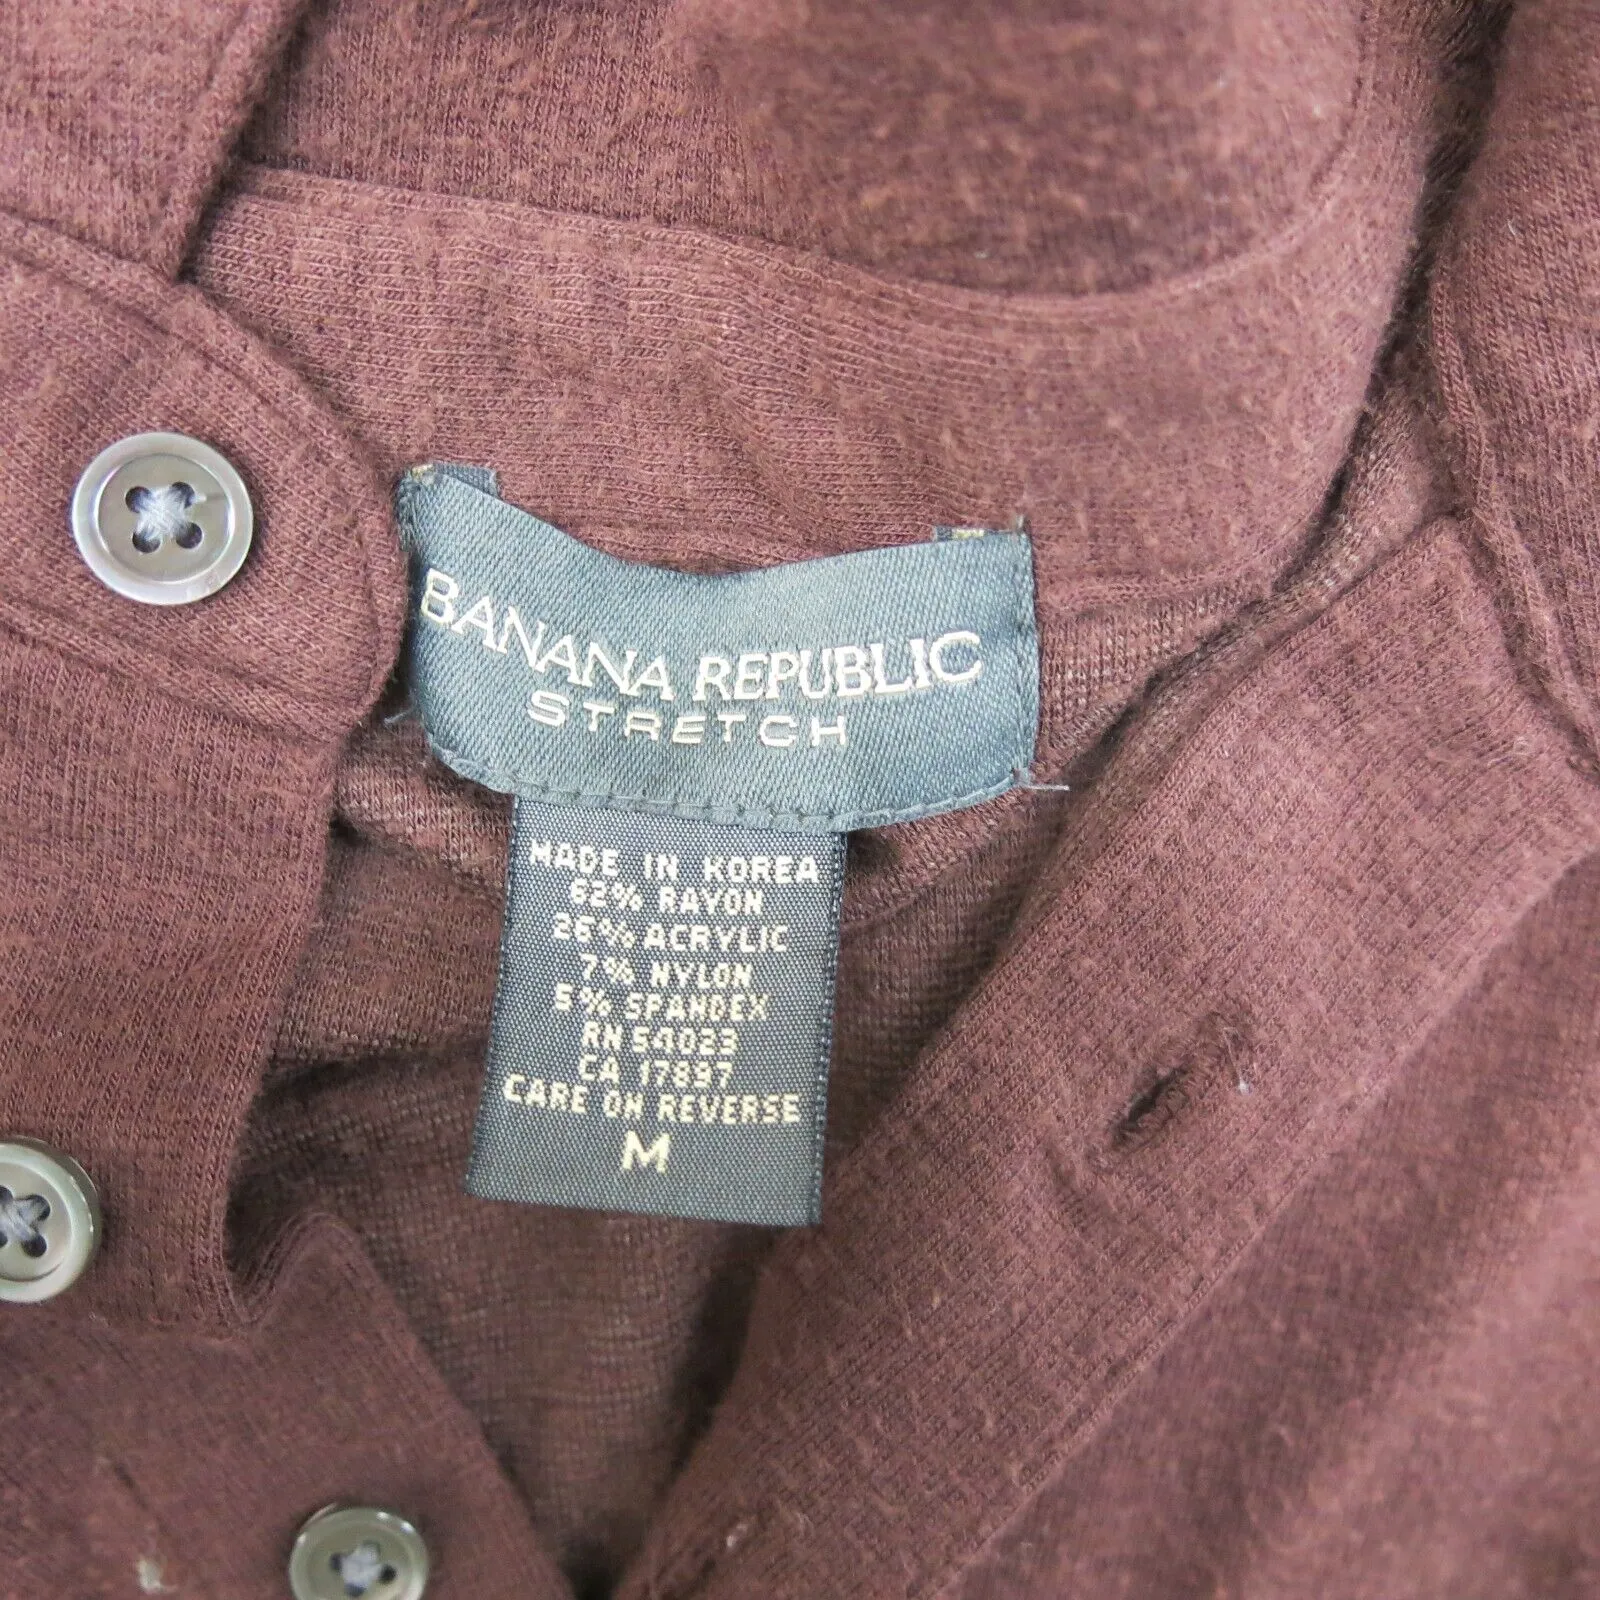 BANANA REPUBLIC
STRETCH
MADE IN KOREA
62% RAYON
26% ACRYLIC
7% NYLON
5% SPANDEX
RN 54023
CA 17897
CARE ON REVERSE
M